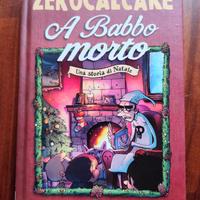 ZEROCALCARE
A Babbo
morto
Una storia di Natale